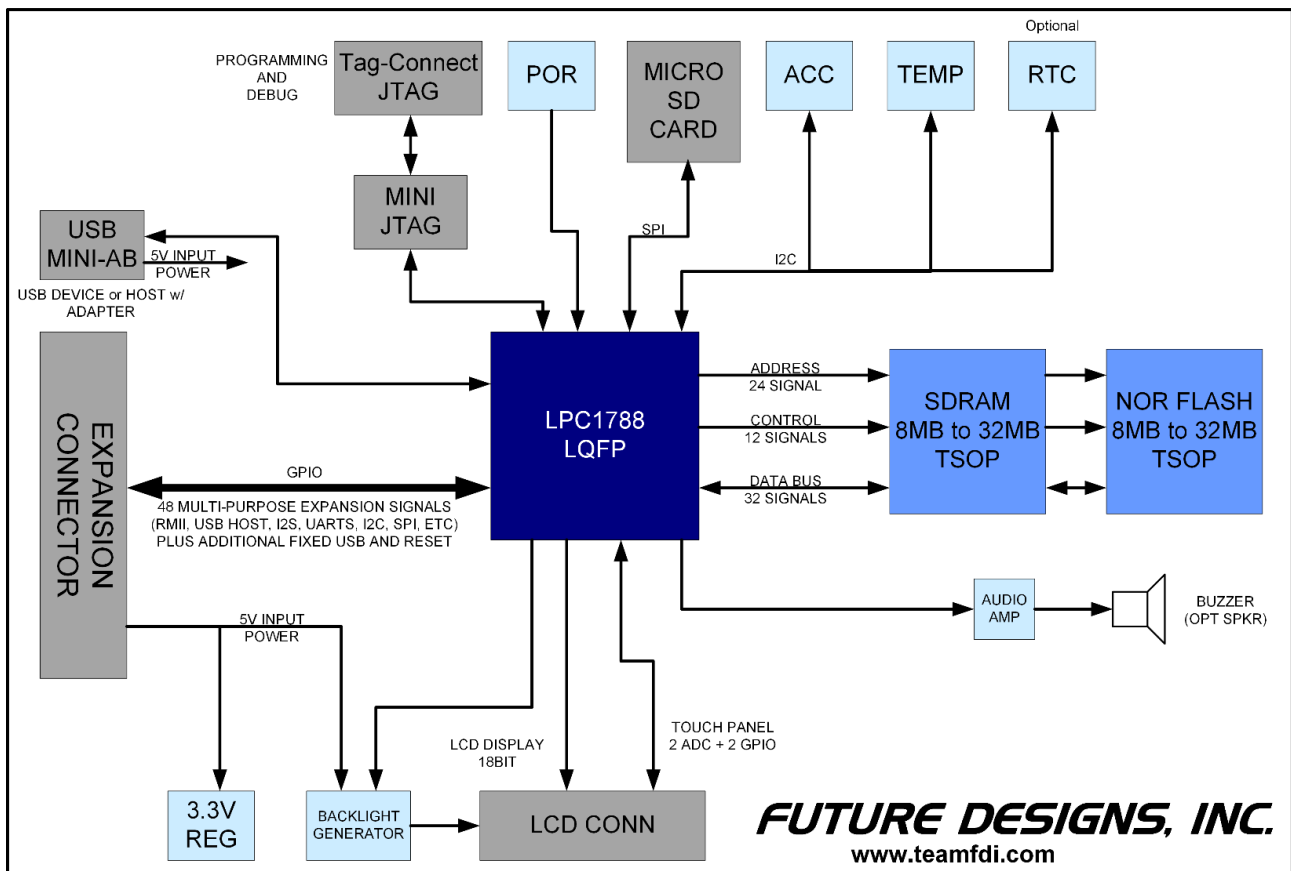 Optional
PROGRAMMING
AND
DEBUG
Tag-Connect
JTAG
POR
MICRO
SD
CARD
ACC
TEMP
RTC
MINI
JTAG
USB
MINI-AB
5V INPUT
POWER
USB DEVICE or HOST w/
ADAPTER
SPI
I2C
EXPANSION
CONNECTOR
GPIO
48 MULTI-PURPOSE EXPANSION SIGNALS
(RMII, USB HOST, I2S, UARTS, I2C, SPI, ETC)
PLUS ADDITIONAL FIXED USB AND RESET
LPC1788
LQFP
ADDRESS
24 SIGNAL
CONTROL
12 SIGNALS
DATA BUS
32 SIGNALS
SDRAM
8MB to 32MB
TSOP
NOR FLASH
8MB to 32MB
TSOP
AUDIO
AMP
BUZZER
(OPT SPKR)
5V INPUT
POWER
LCD DISPLAY
18BIT
TOUCH PANEL
2 ADC + 2 GPIO
3.3V
REG
BACKLIGHT
GENERATOR
LCD CONN
FUTURE DESIGNS, INC.
www.teamfdi.com